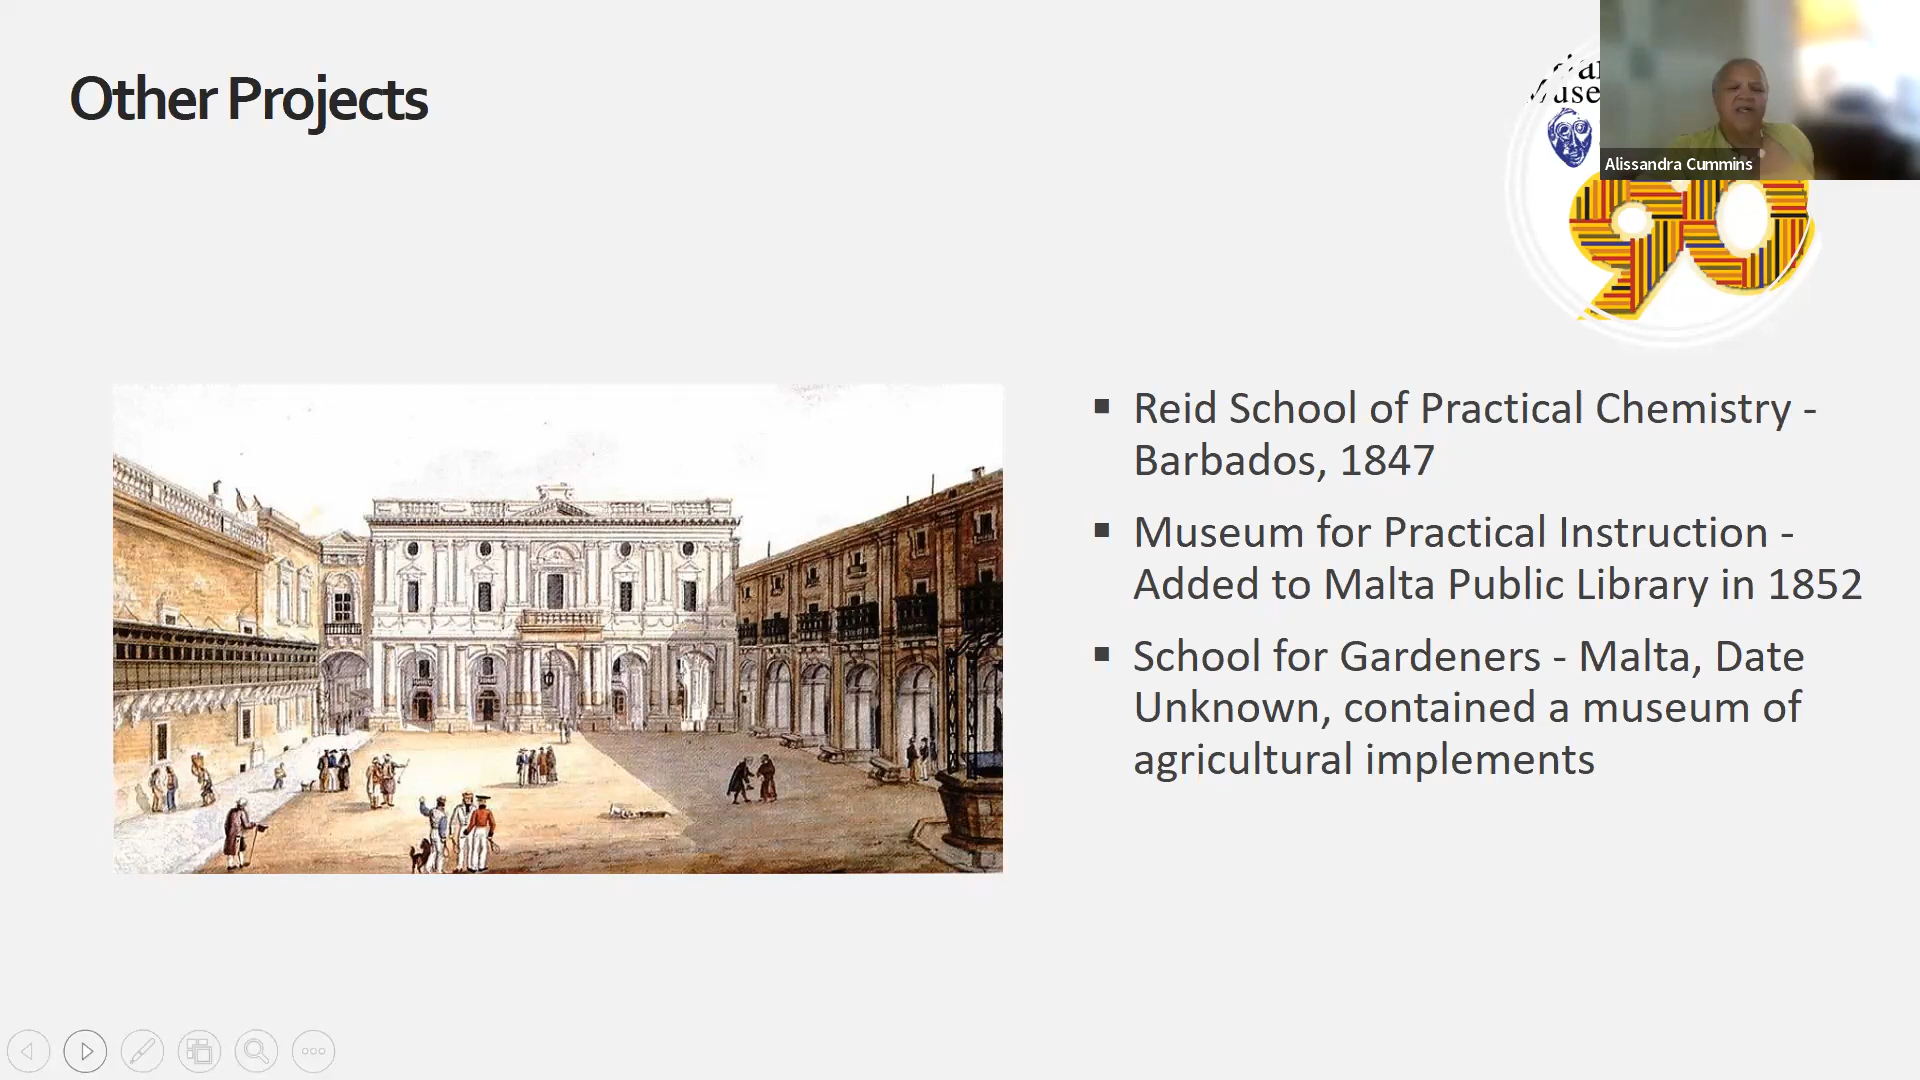 Other Projects
Alissandra Cummins
90
■ Reid School of Practical Chemistry -
Barbados, 1847
■ Museum for Practical Instruction -
Added to Malta Public Library in 1852
■ School for Gardeners - Malta, Date
Unknown, contained a museum of
agricultural implements